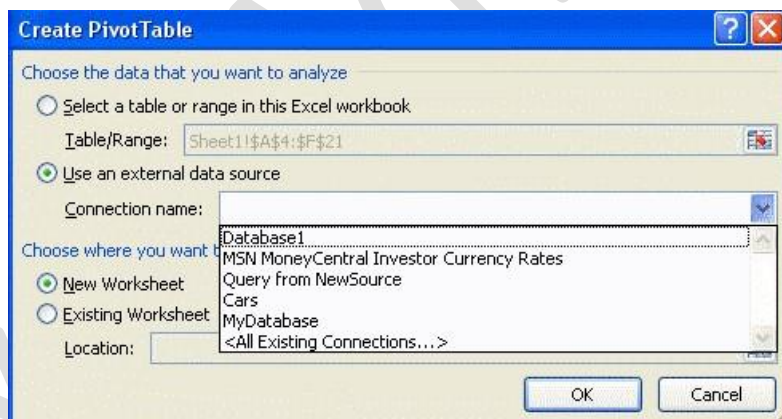 Create PivotTable
Choose the data that you want to analyze
Select a table or range in this Excel workbook
Table/Range: Sheet1!$A$4:$F$21
Use an external data source
Connection name:
Database1
Choose where you want t
MSN MoneyCentral Investor Currency Rates
Query from NewSource
New Worksheet
Cars
Existing Worksheet
MyDatabase
<All Existing Connections...>
Location:
OK Cancel